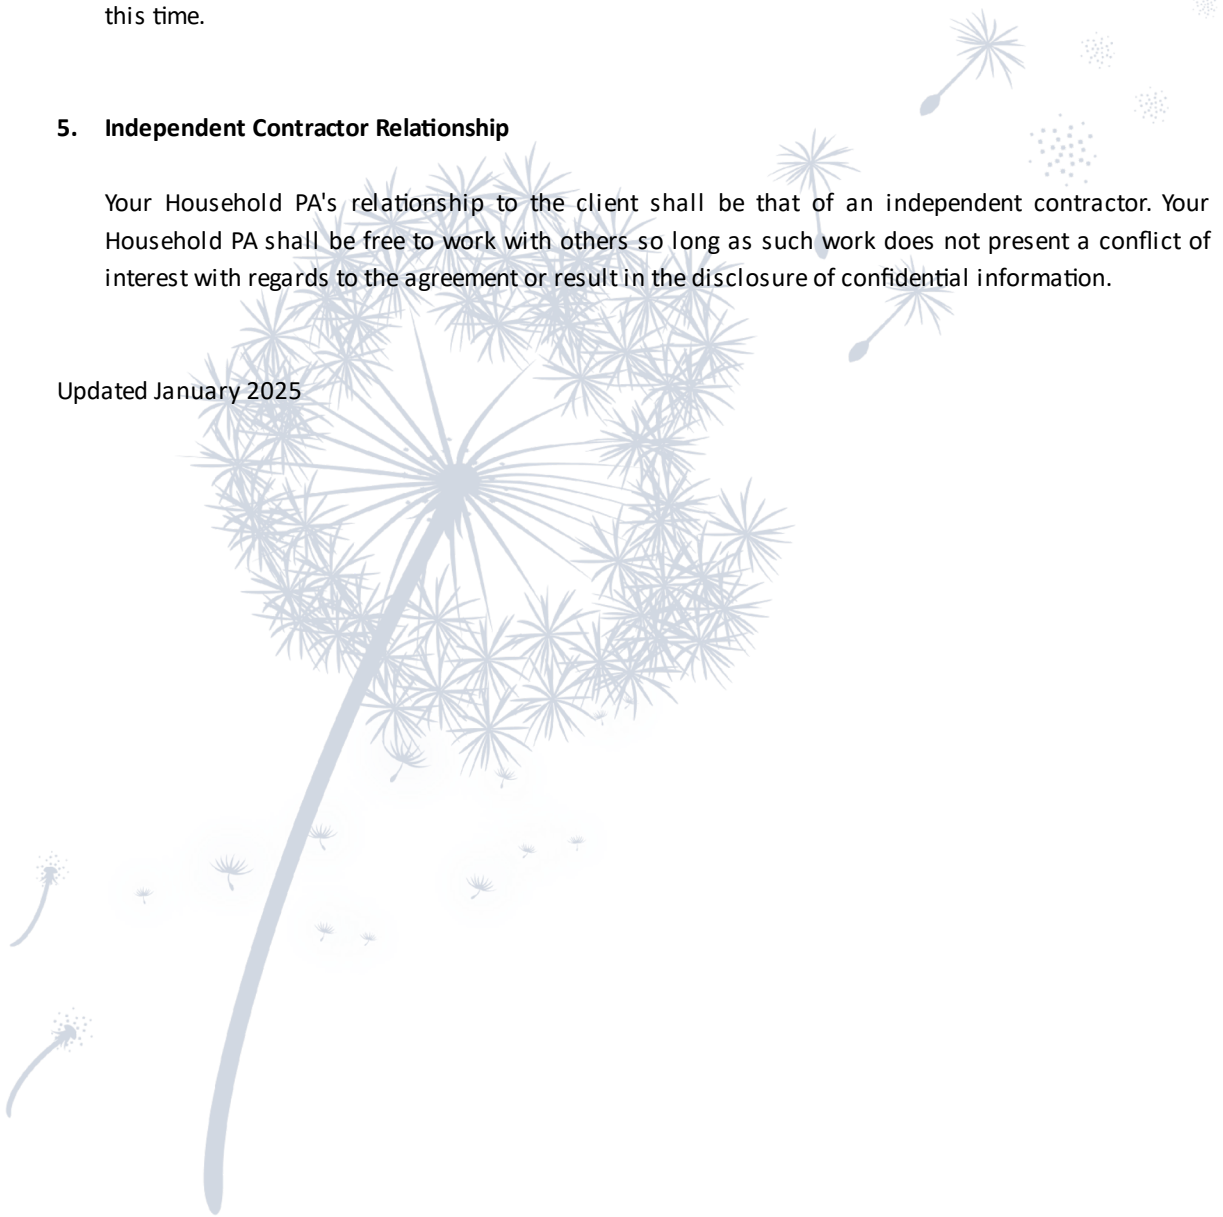 this time.
5. Independent Contractor Relationship
Your Household PA's relationship to the client shall be that of an independent contractor. Your
Household PA shall be free to work with others so long as such work does not present a conflict of
interest with regards to the agreement or result in the disclosure of confidential information.
Updated January 2025